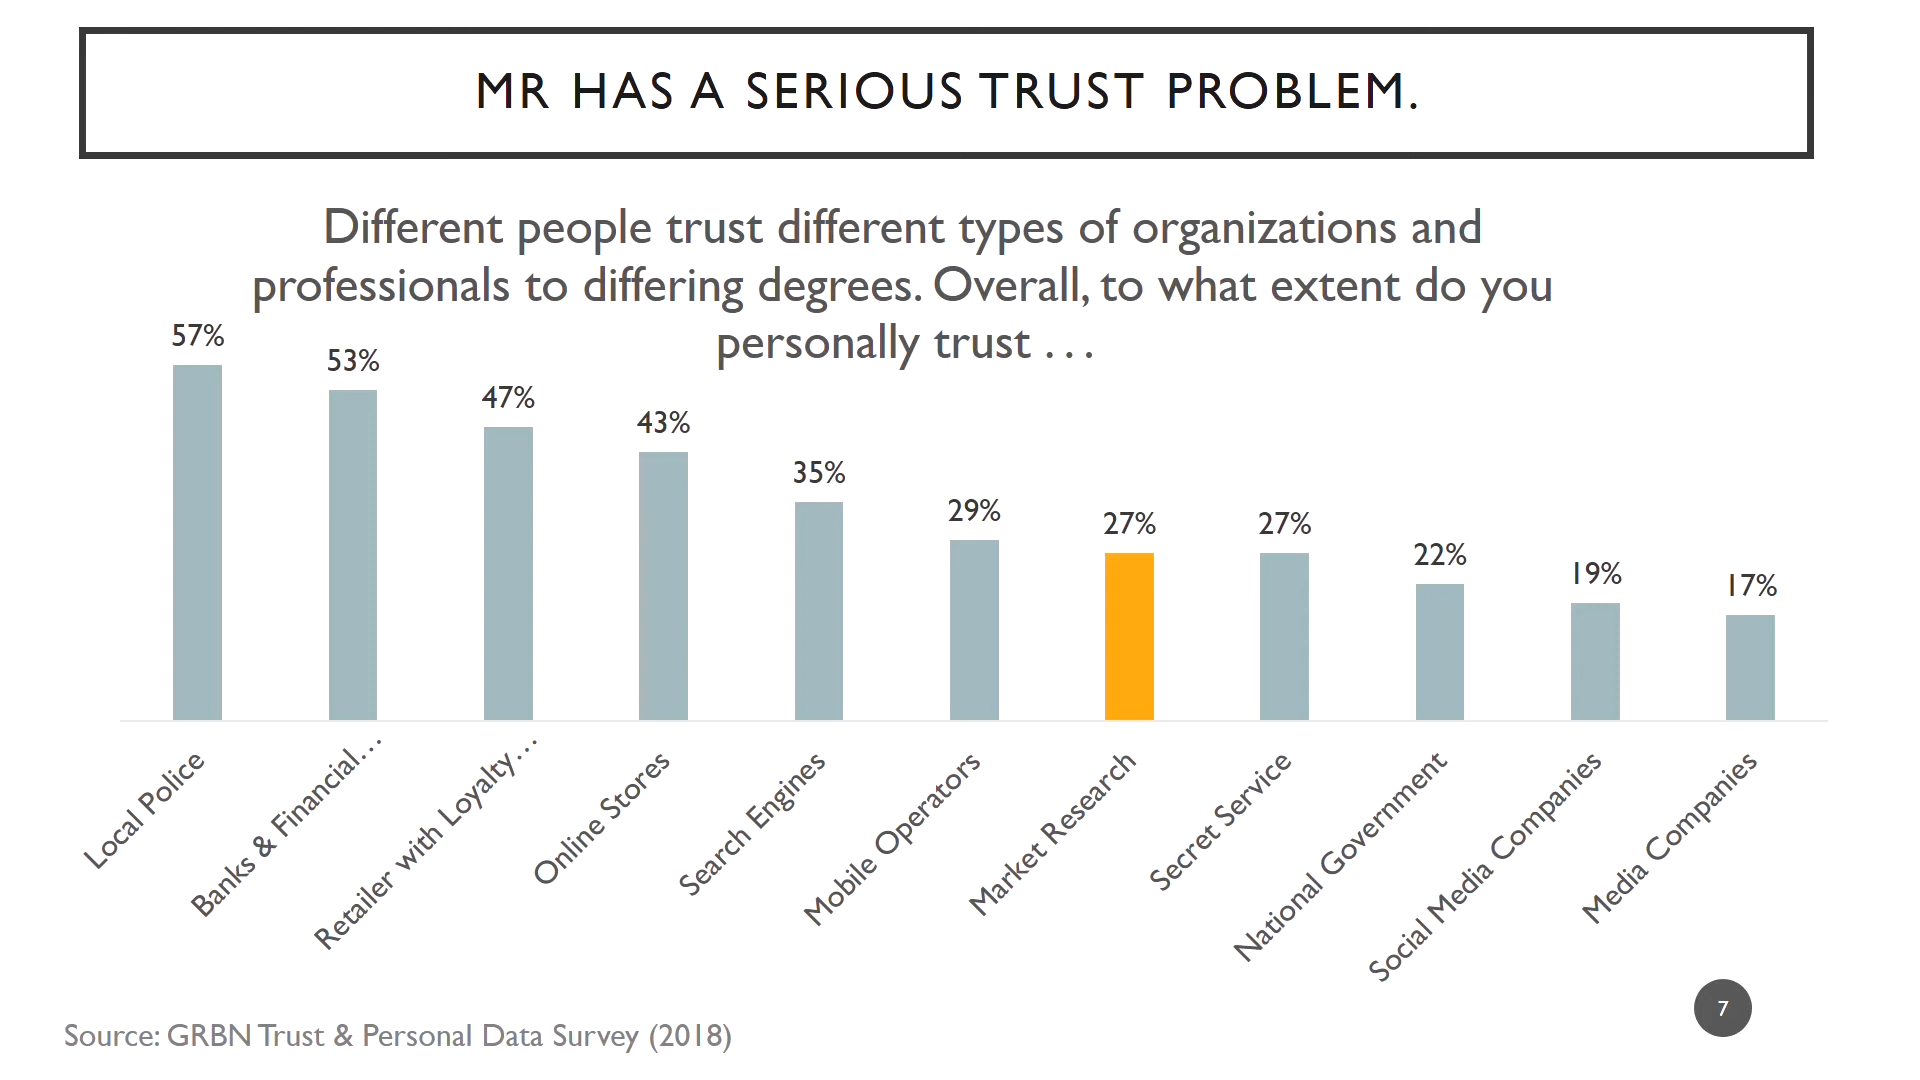 MR HAS A SERIOUS TRUST PROBLEM.
Different people trust different types of organizations and
professionals to differing degrees. Overall, to what extent do you
personally trust . . .
57%
53%
47%
43%
35%
29%
27%
27%
22%
19%
17%
Local Police
Banks & Financial…
Retailer with Loyalty…
Online Stores
Search Engines
Mobile Operators
Market Research
Secret Service
National Government
Social Media Companies
Media Companies
7
Source: GRBN Trust & Personal Data Survey (2018)